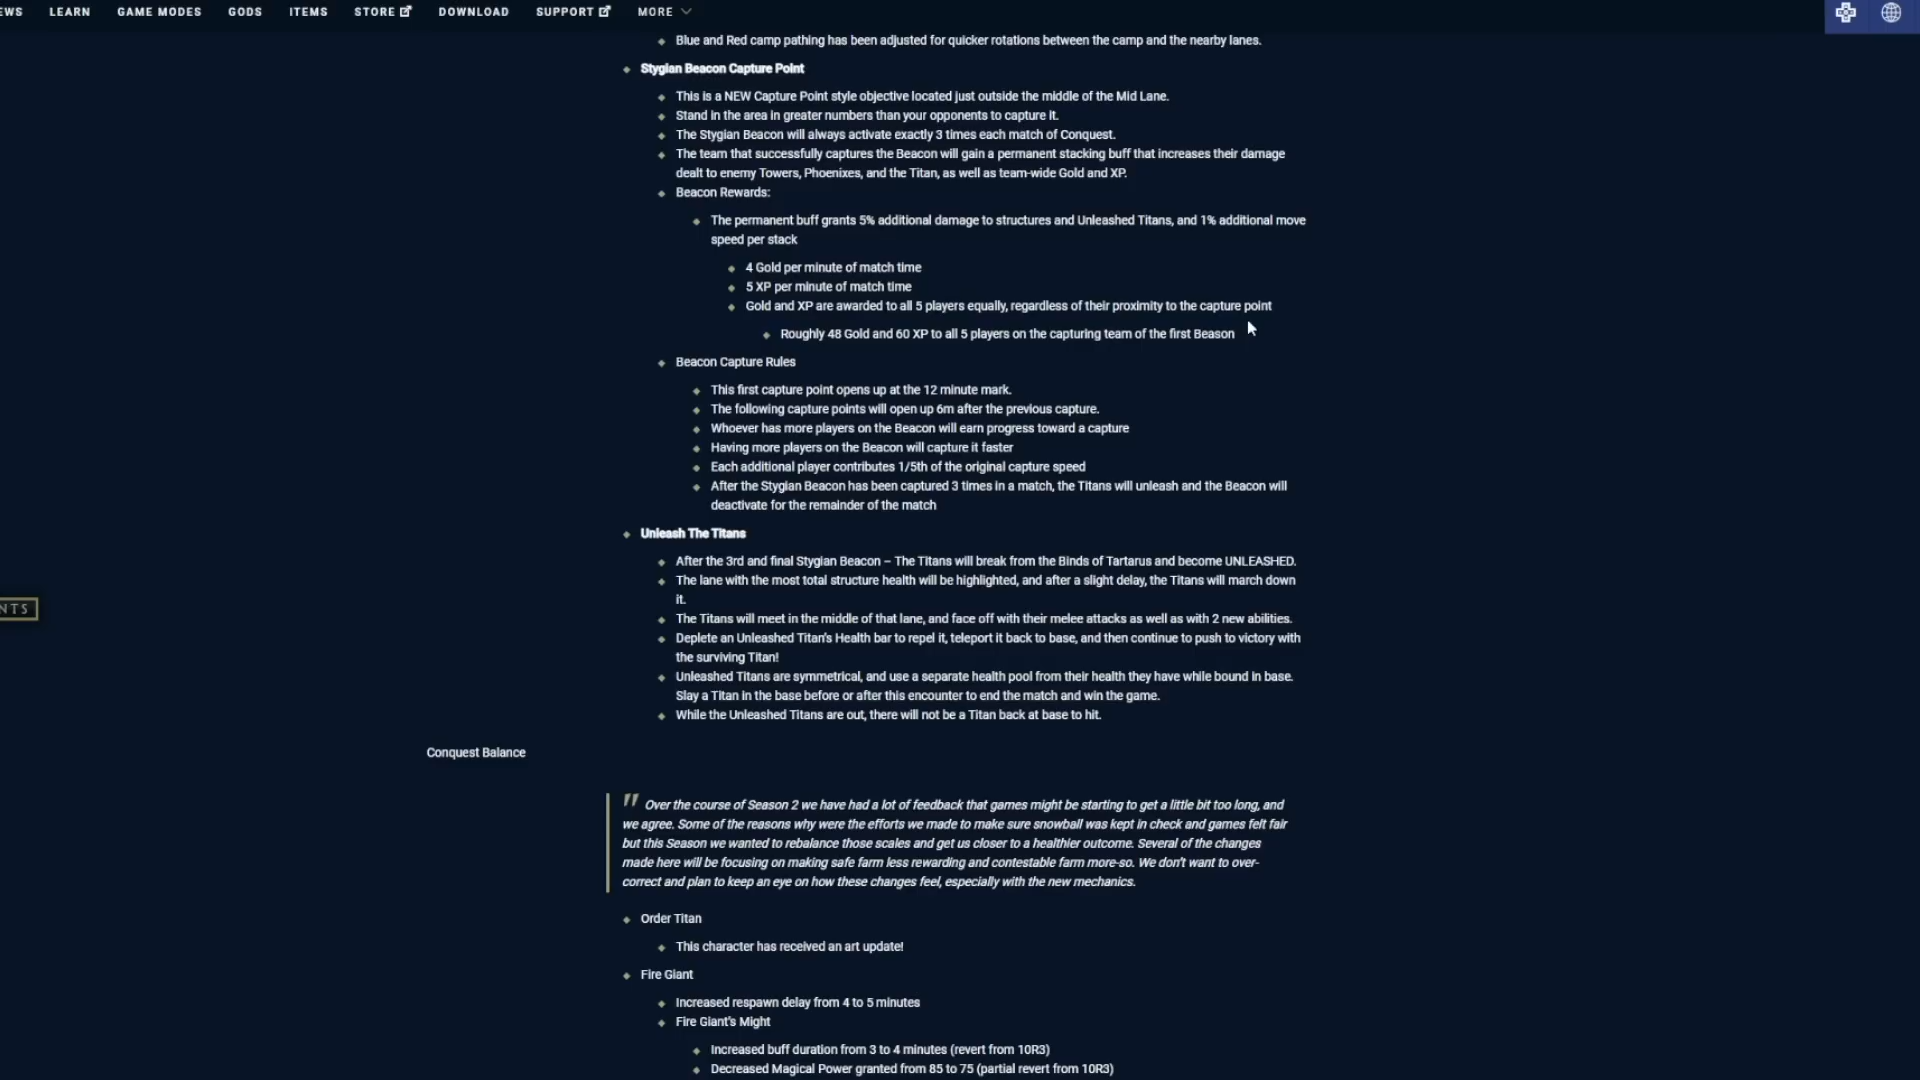 EWS LEARN GAME MODES GODS ITEMS STORE DOWNLOAD SUPPORT MORE
Blue and Red camp pathing has been adjusted for quicker rotations between the camp and the nearby lanes.
Stygian Beacon Capture Point
This is a NEW Capture Point style objective located just outside the middle of the Mid Lane.
Stand in the area in greater numbers than your opponents to capture it.
The Stygian Beacon will always activate exactly 3 times each match of Conquest.
The team that successfully captures the Beacon will gain a permanent stacking buff that increases their damage
dealt to enemy Towers, Phoenixes, and the Titan, as well as team-wide Gold and XP.
Beacon Rewards:
The permanent buff grants 5% additional damage to structures and Unleashed Titans, and 1% additional move
speed per stack
4 Gold per minute of match time
5 XP per minute of match time
Gold and XP are awarded to all 5 players equally, regardless of their proximity to the capture point
Roughly 48 Gold and 60 XP to all 5 players on the capturing team of the first Beason
Beacon Capture Rules
This first capture point opens up at the 12 minute mark.
The following capture points will open up 6m after the previous capture.
Whoever has more players on the Beacon will earn progress toward a capture
Having more players on the Beacon will capture it faster
Each additional player contributes 1/5th of the original capture speed
After the Stygian Beacon has been captured 3 times in a match, the Titans will unleash and the Beacon will
deactivate for the remainder of the match
Unleash The Titans
After the 3rd and final Stygian Beacon – The Titans will break from the Binds of Tartarus and become UNLEASHED.
The lane with the most total structure health will be highlighted, and after a slight delay, the Titans will march down
it.
NTS
The Titans will meet in the middle of that lane, and face off with their melee attacks as well as with 2 new abilities.
Deplete an Unleashed Titan's Health bar to repel it, teleport it back to base, and then continue to push to victory with
the surviving Titan!
Unleashed Titans are symmetrical, and use a separate health pool from their health they have while bound in base.
Slay a Titan in the base before or after this encounter to end the match and win the game.
While the Unleashed Titans are out, there will not be a Titan back at base to hit.
Conquest Balance
" Over the course of Season 2 we have had a lot of feedback that games might be starting to get a little bit too long, and
we agree. Some of the reasons why were the efforts we made to make sure snowball was kept in check and games felt fair
but this Season we wanted to rebalance those scales and get us closer to a healthier outcome. Several of the changes
made here will be focusing on making safe farm less rewarding and contestable farm more-so. We don't want to over-
correct and plan to keep an eye on how these changes feel, especially with the new mechanics.
Order Titan
This character has received an art update!
Fire Giant
Increased respawn delay from 4 to 5 minutes
Fire Giant's Might
Increased buff duration from 3 to 4 minutes (revert from 10R3)
Decreased Magical Power granted from 85 to 75 (partial revert from 10R3)